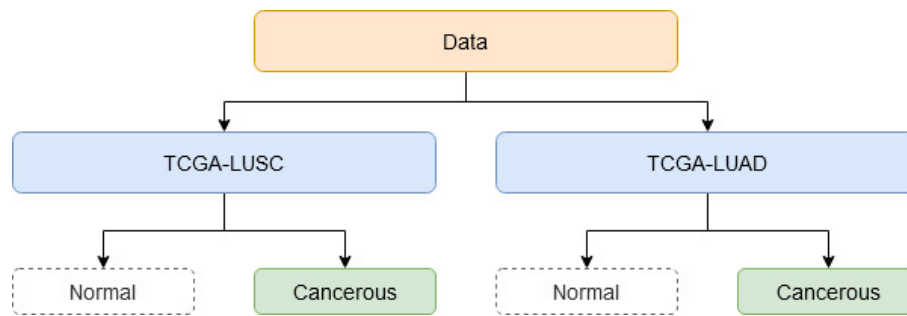 Data
TCGA-LUSC
TCGA-LUAD
Normal
Cancerous
Normal
Cancerous